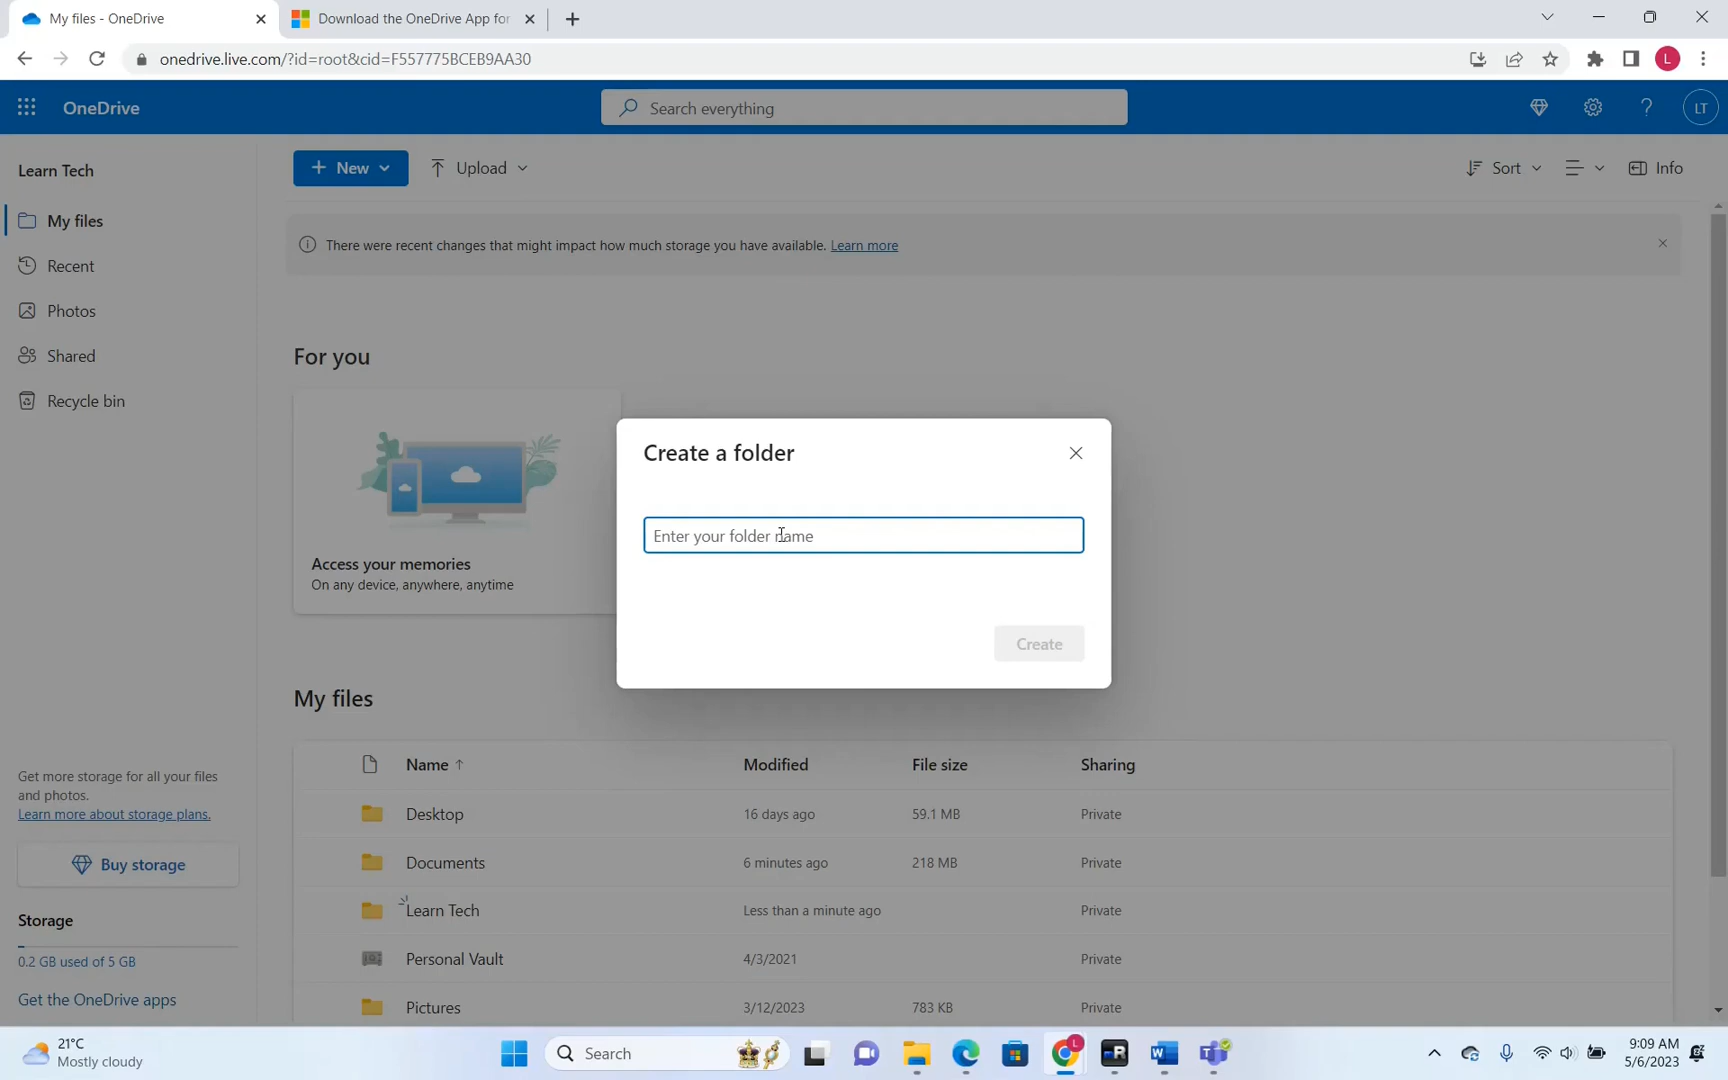 My files - OneDrive
Download the OneDrive App for
onedrive.live.com/?id=root&cid=F557775BCEB9AA30
L
OneDrive
Search everything
LT
Learn Tech
New
Upload
Sort
Info
My files
There were recent changes that might impact how much storage you have available. Learn more
Recent
Photos
Shared
Recycle bin
For you
Access your memories
On any device, anywhere, anytime
Create a folder
Enter your folder name
Create
My files
Name ↑ Modified File size Sharing
Desktop 16 days ago 59.1 MB Private
Documents 6 minutes ago 218 MB Private
Learn Tech Less than a minute ago Private
Personal Vault 4/3/2021 Private
Pictures 3/12/2023 783 KB Private
Get more storage for all your files
and photos.
Learn more about storage plans.
Buy storage
Storage
0.2 GB used of 5 GB
Get the OneDrive apps
21°C
Mostly cloudy
Search
L
9:09 AM
5/6/2023